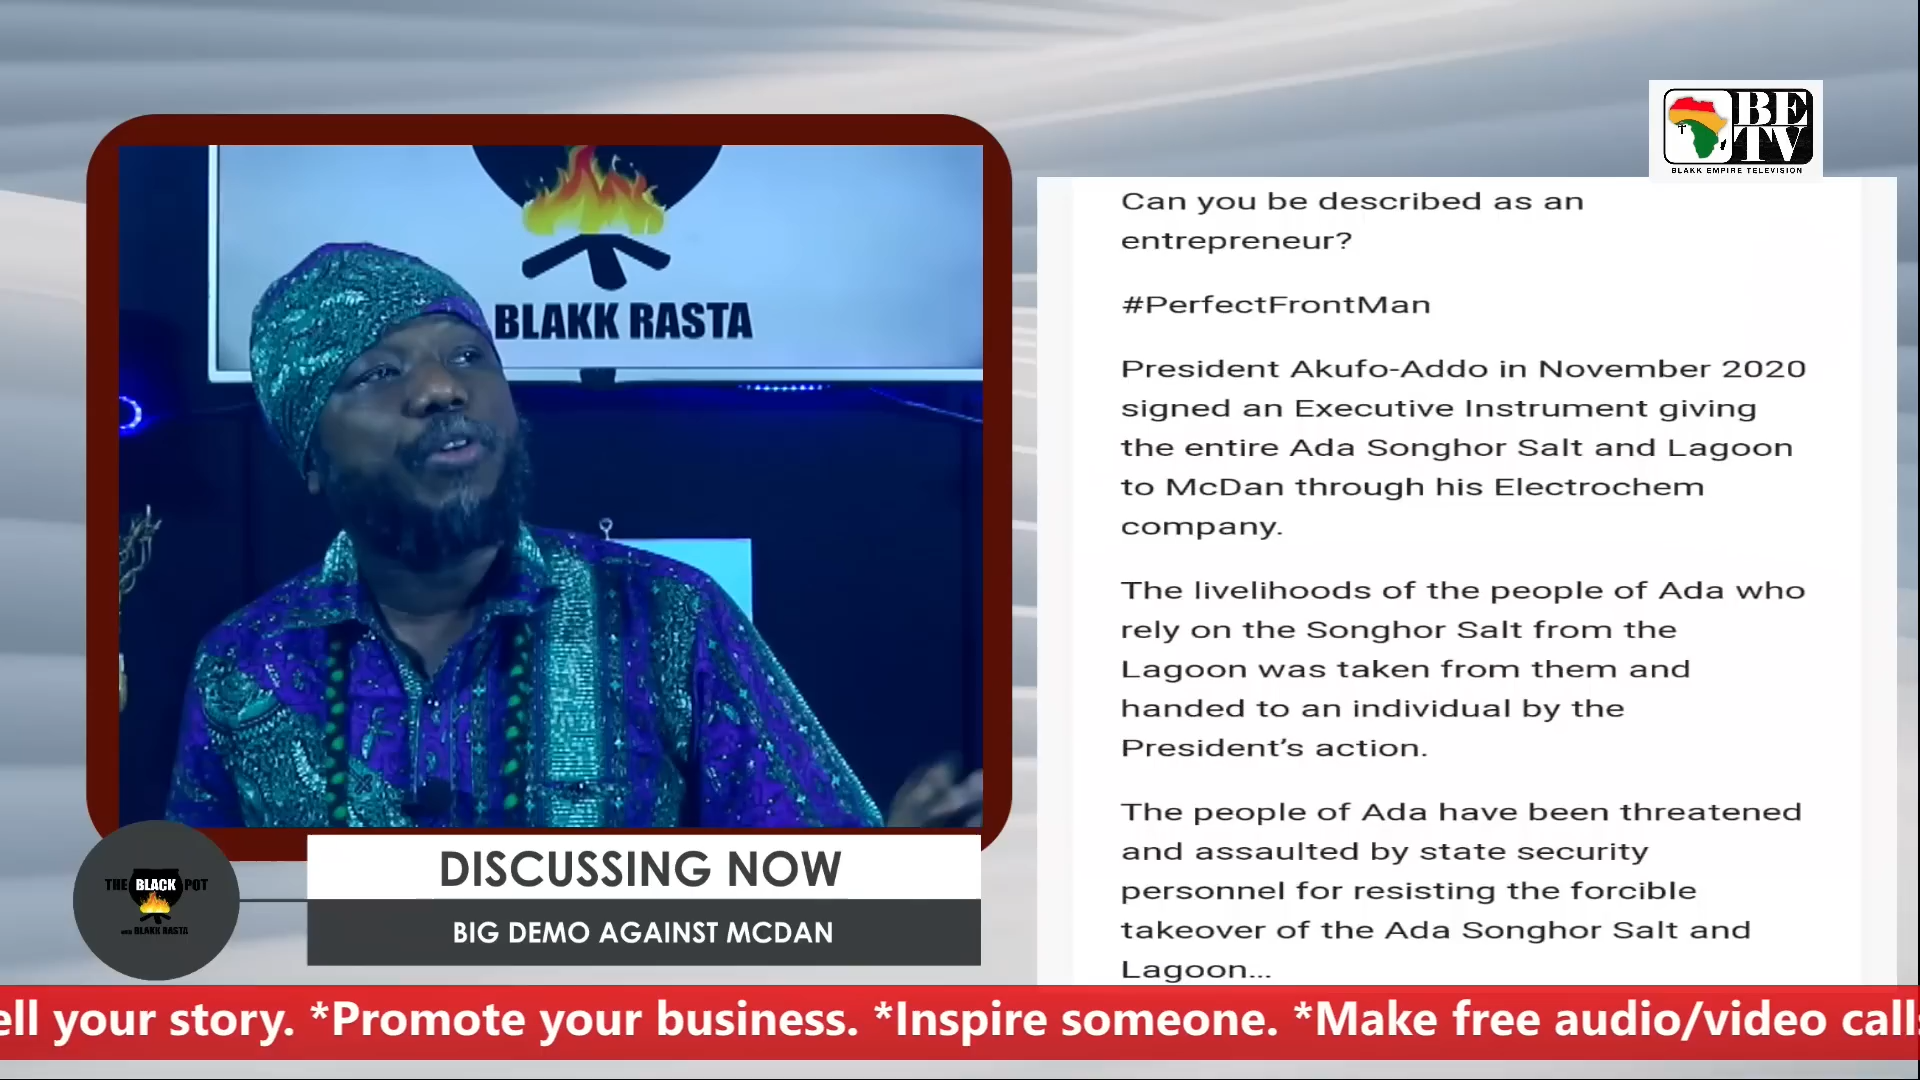 BE
TV
BLAKK EMPIRE TELEVISION
BLAKK RASTA
Can you be described as an
entrepreneur?
#PerfectFrontMan
President Akufo-Addo in November 2020
signed an Executive Instrument giving
the entire Ada Songhor Salt and Lagoon
to McDan through his Electrochem
company.
The livelihoods of the people of Ada who
rely on the Songhor Salt from the
Lagoon was taken from them and
handed to an individual by the
President’s action.
The people of Ada have been threatened
and assaulted by state security
personnel for resisting the forcible
takeover of the Ada Songhor Salt and
Lagoon...
THE BLACK POT
WITH BLAKK RASTA
DISCUSSING NOW
BIG DEMO AGAINST MCDAN
ell your story. *Promote your business. *Inspire someone. *Make free audio/video calls